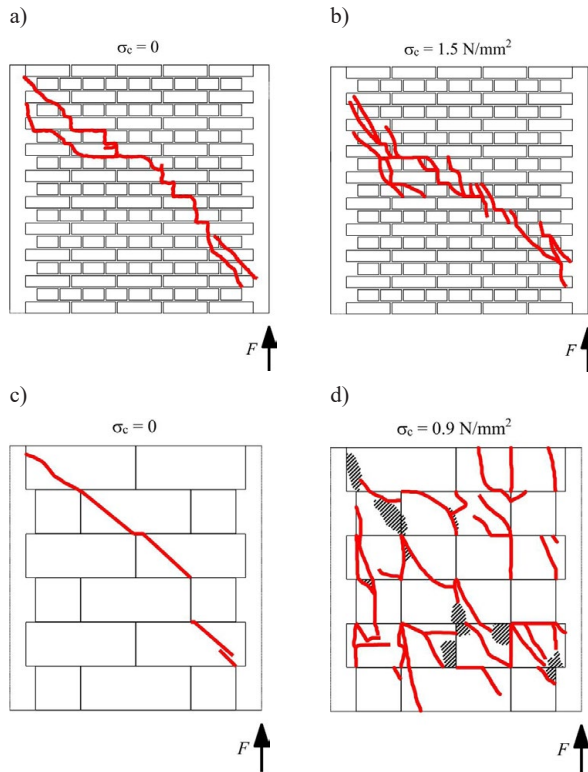 a)
σc = 0
F
b)
σc = 1.5 N/mm²
F
c)
σc = 0
F
d)
σc = 0.9 N/mm²
F